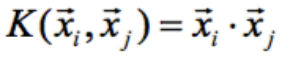 K(x⃗ᵢ, x⃗ⱼ) = x⃗ᵢ · x⃗ⱼ